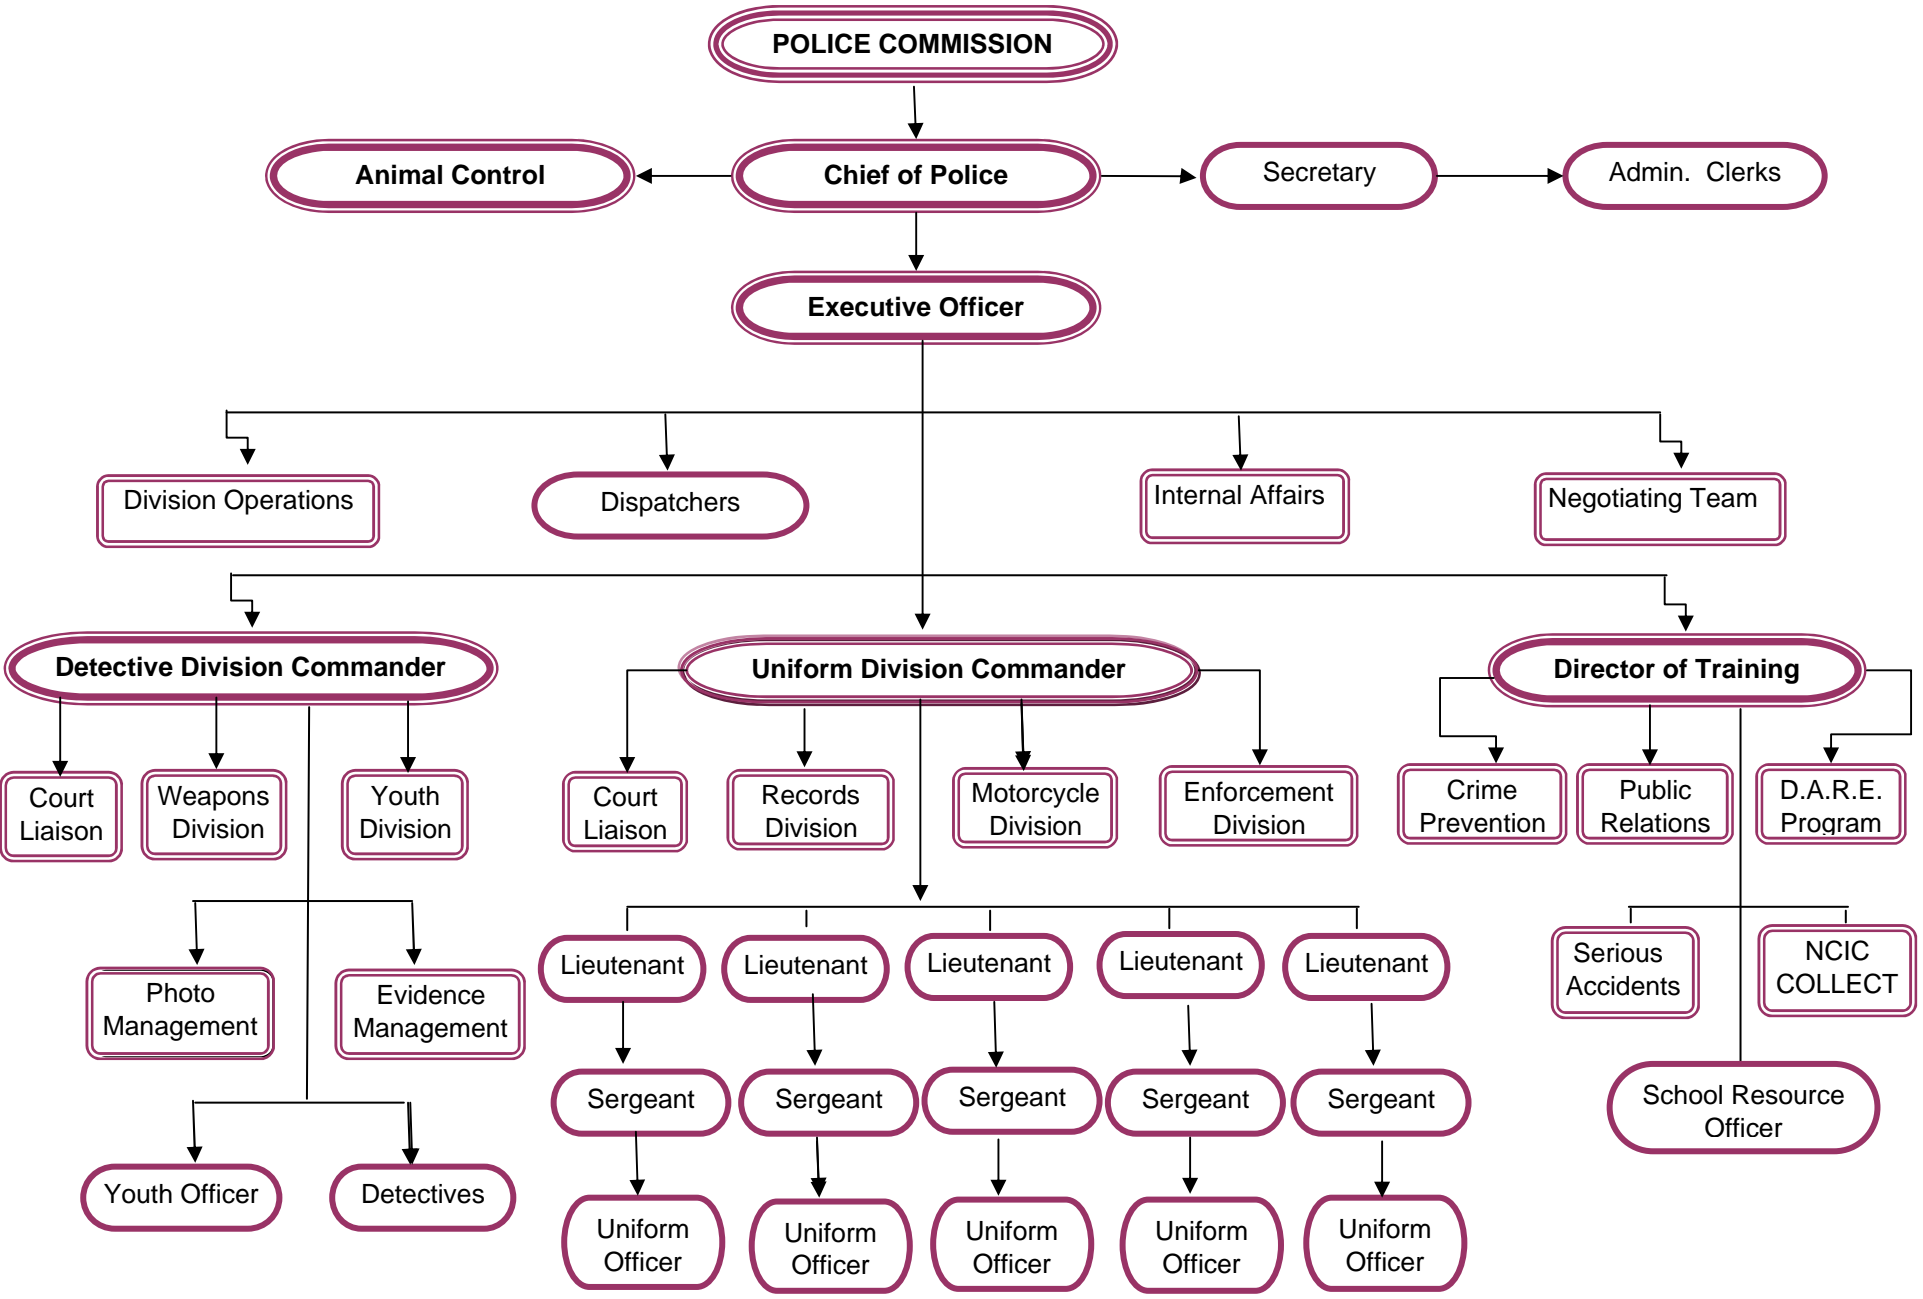 POLICE COMMISSION
Animal Control
Chief of Police
Secretary
Admin. Clerks
Executive Officer
Division Operations
Dispatchers
Internal Affairs
Negotiating Team
Detective Division Commander
Uniform Division Commander
Director of Training
Court
Liaison
Weapons
Division
Youth
Division
Court
Liaison
Records
Division
Motorcycle
Division
Enforcement
Division
Crime
Prevention
Public
Relations
D.A.R.E.
Program
Photo
Management
Evidence
Management
Lieutenant
Lieutenant
Lieutenant
Lieutenant
Lieutenant
Serious
Accidents
NCIC
COLLECT
Sergeant
Sergeant
Sergeant
Sergeant
Sergeant
School Resource
Officer
Youth Officer
Detectives
Uniform
Officer
Uniform
Officer
Uniform
Officer
Uniform
Officer
Uniform
Officer